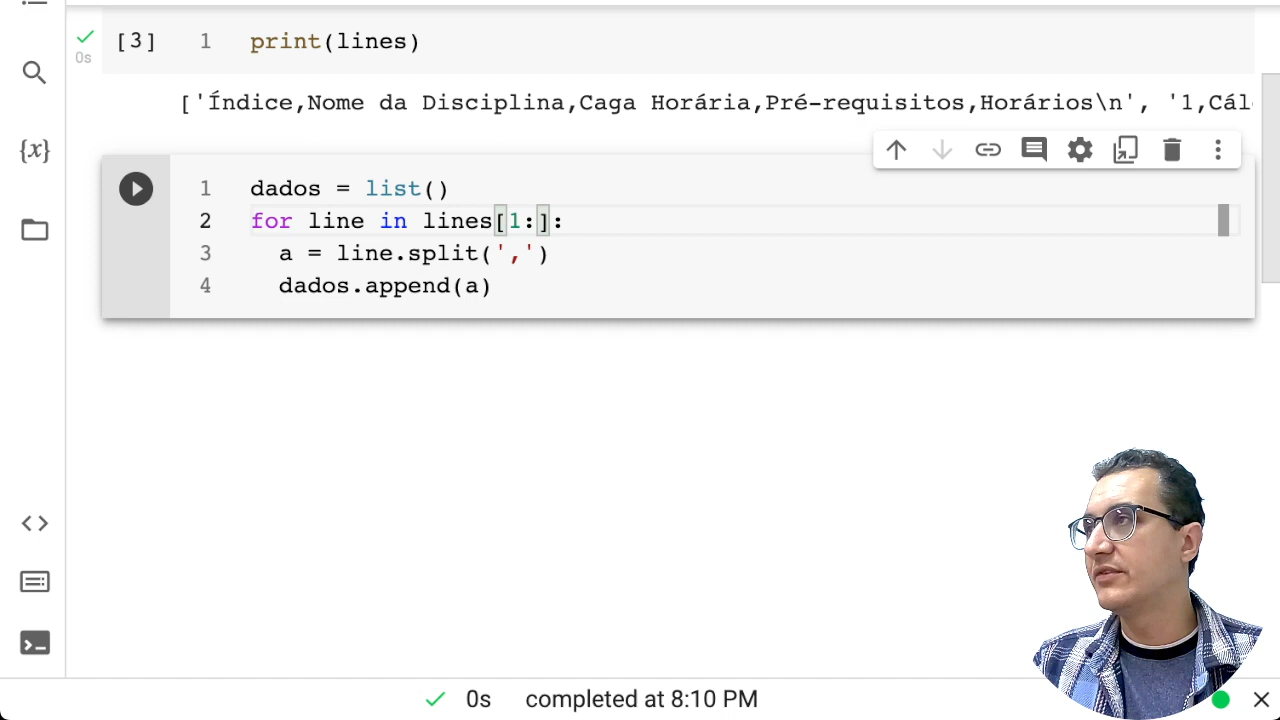 [3] 1 print(lines)
0s
['Índice,Nome da Disciplina,Caga Horária,Pré-requisitos,Horários\n', '1,Cál
{x}
1 dados = list()
2 for line in lines[1:]:
3 a = line.split(',')
4 dados.append(a)
0s completed at 8:10 PM